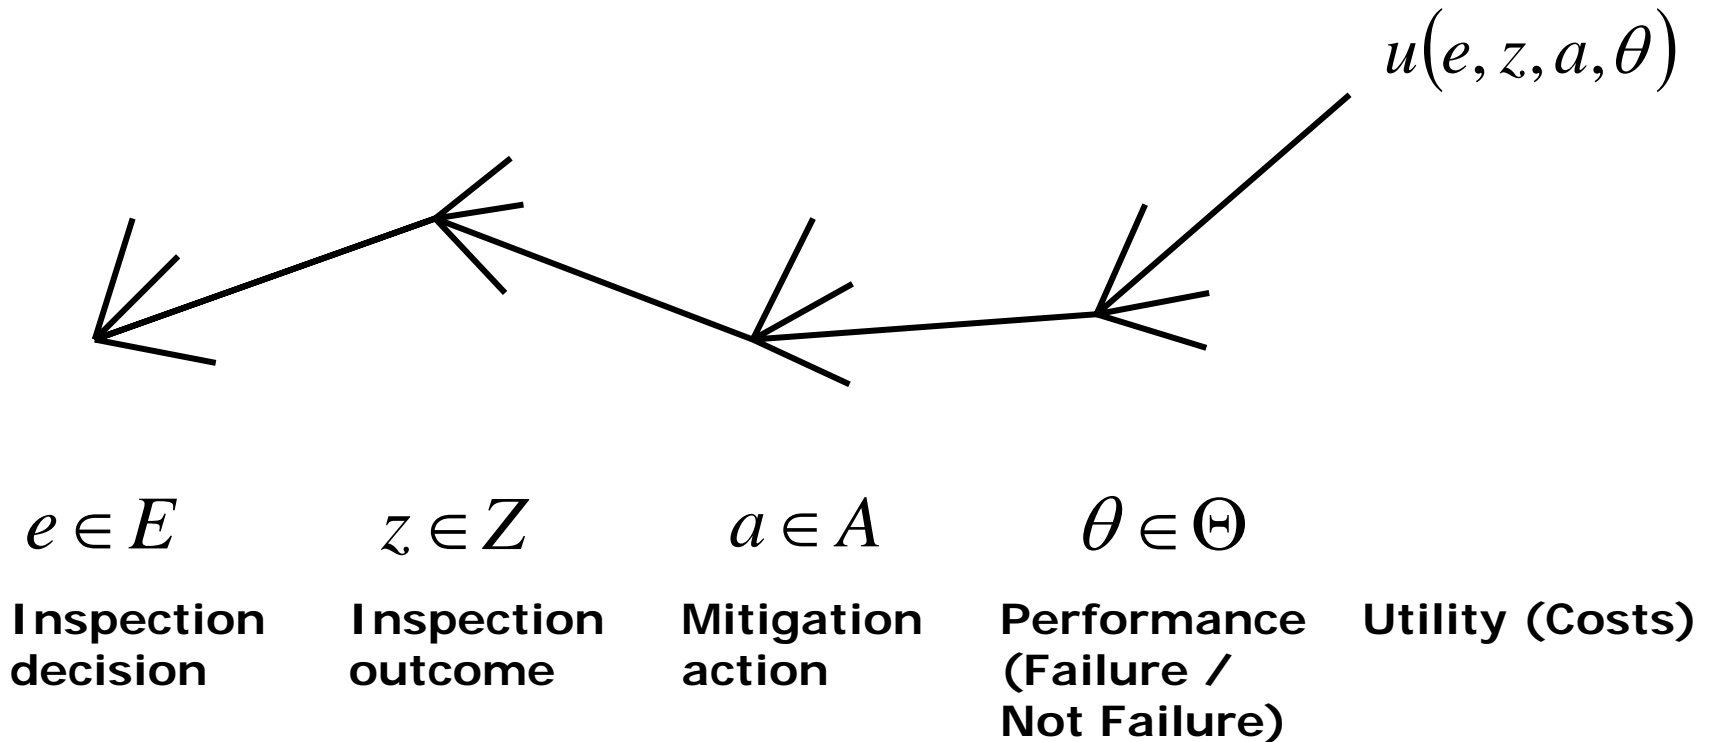 u(e, z, a, θ)
e ∈ E z ∈ Z a ∈ A θ ∈ Θ
Inspection decision
Inspection outcome
Mitigation action
Performance (Failure / Not Failure)
Utility (Costs)